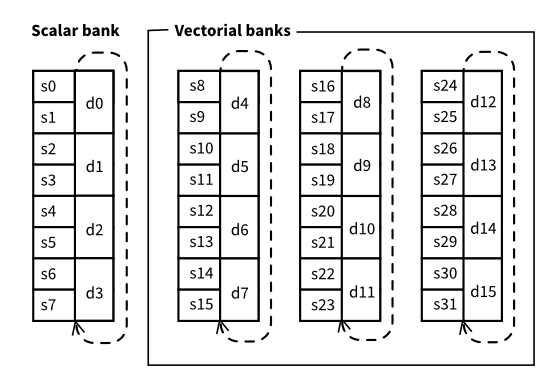 Scalar bank
s0
s1
d0
s2
s3
d1
s4
s5
d2
s6
s7
d3
Vectorial banks
s8
s9
d4
s10
s11
d5
s12
s13
d6
s14
s15
d7
s16
s17
d8
s18
s19
d9
s20
s21
d10
s22
s23
d11
s24
s25
d12
s26
s27
d13
s28
s29
d14
s30
s31
d15